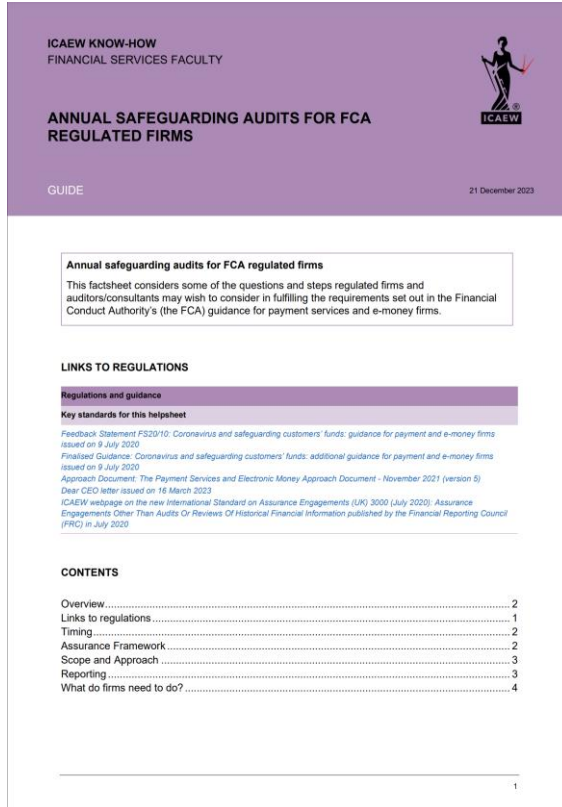 ICAEW KNOW-HOW
FINANCIAL SERVICES FACULTY
ICAEW
ANNUAL SAFEGUARDING AUDITS FOR FCA
REGULATED FIRMS
GUIDE
21 December 2023
Annual safeguarding audits for FCA regulated firms
This factsheet considers some of the questions and steps regulated firms and
auditors/consultants may wish to consider in fulfilling the requirements set out in the Financial
Conduct Authority's (the FCA) guidance for payment services and e-money firms.
LINKS TO REGULATIONS
Regulations and guidance
Key standards for this helpsheet
Feedback Statement FS20/10: Coronavirus and safeguarding customers' funds: guidance for payment and e-money firms
issued on 9 July 2020
Finalised Guidance: Coronavirus and safeguarding customers' funds: additional guidance for payment and e-money firms
issued on 9 July 2020
Approach Document: The Payment Services and Electronic Money Approach Document - November 2021 (version 5)
Dear CEO letter issued on 16 March 2023
ICAEW webpage on the new International Standard on Assurance Engagements (UK) 3000 (July 2020): Assurance
Engagements Other Than Audits Or Reviews Of Historical Financial Information published by the Financial Reporting Council
(FRC) in July 2020
CONTENTS
Overview 2
Links to regulations 1
Timing 2
Assurance Framework 2
Scope and Approach 3
Reporting 3
What do firms need to do? 4
1